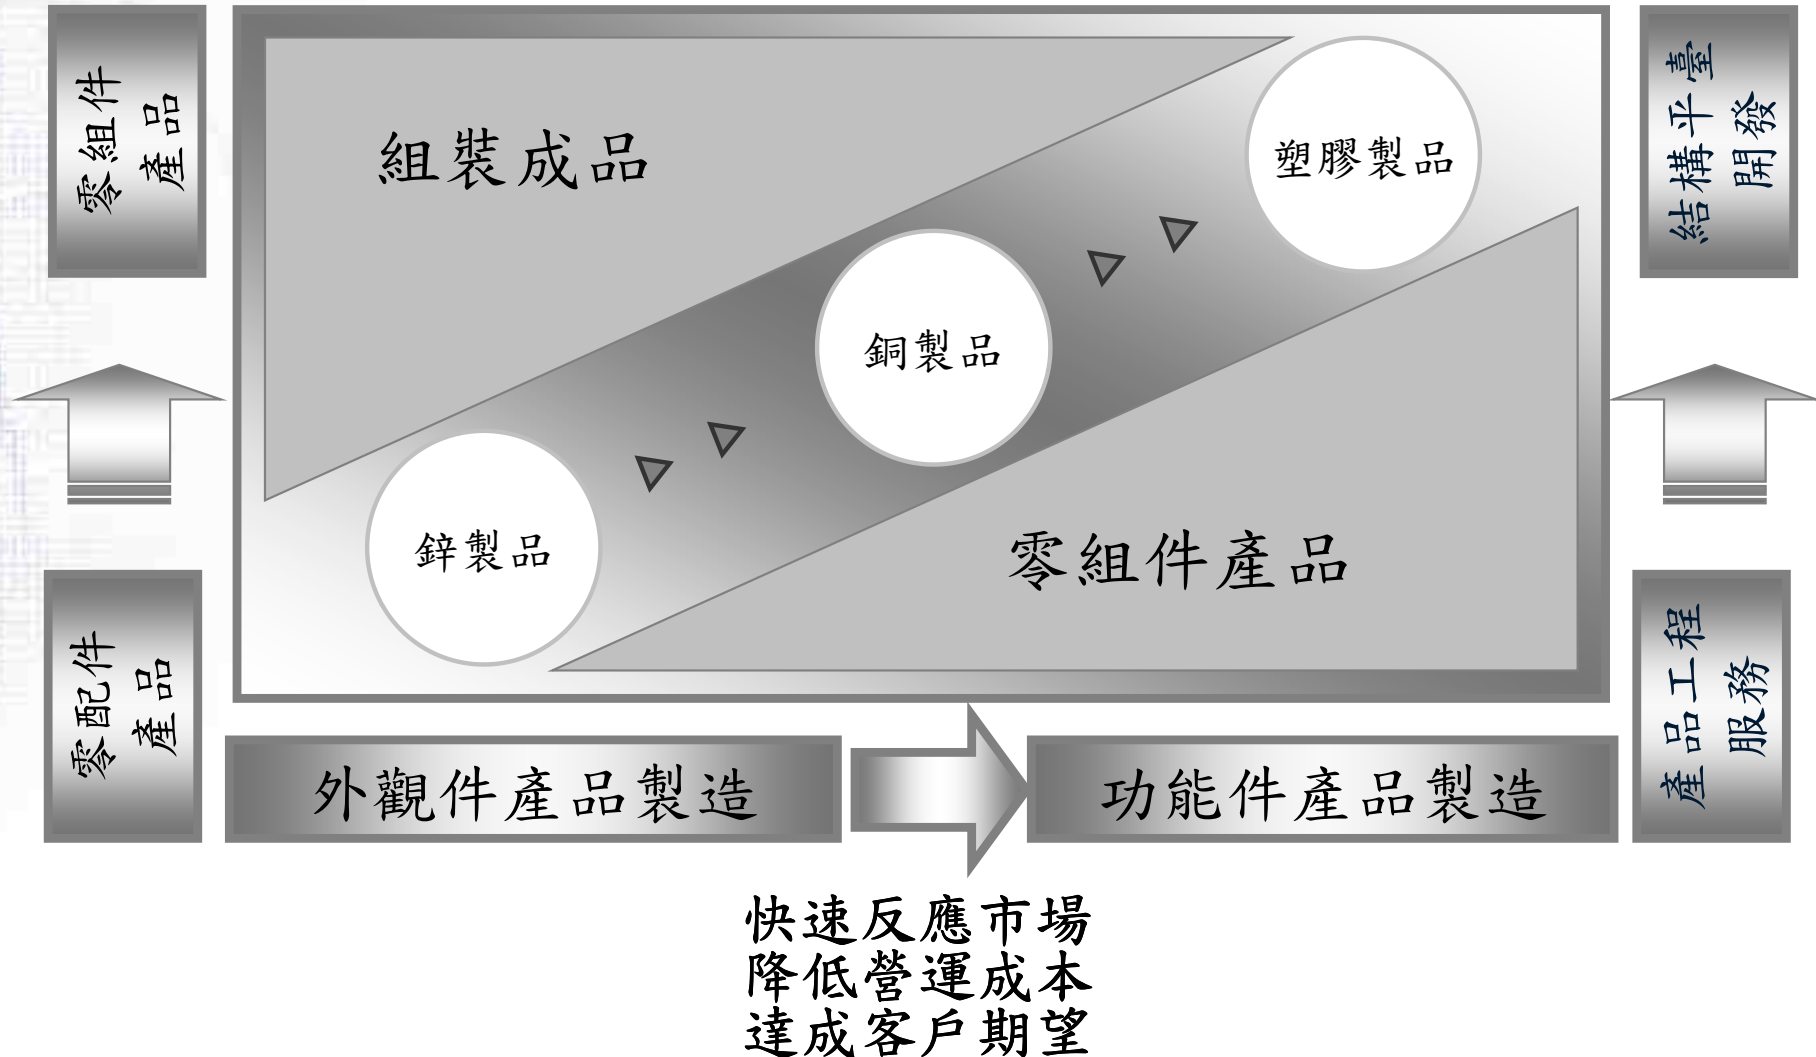 零組件
產品
結構平臺
開發
組裝成品
塑膠製品
銅製品
鋅製品
零組件產品
零配件
產品
產品工程
服務
外觀件產品製造
功能件產品製造
快速反應市場
降低營運成本
達成客戶期望